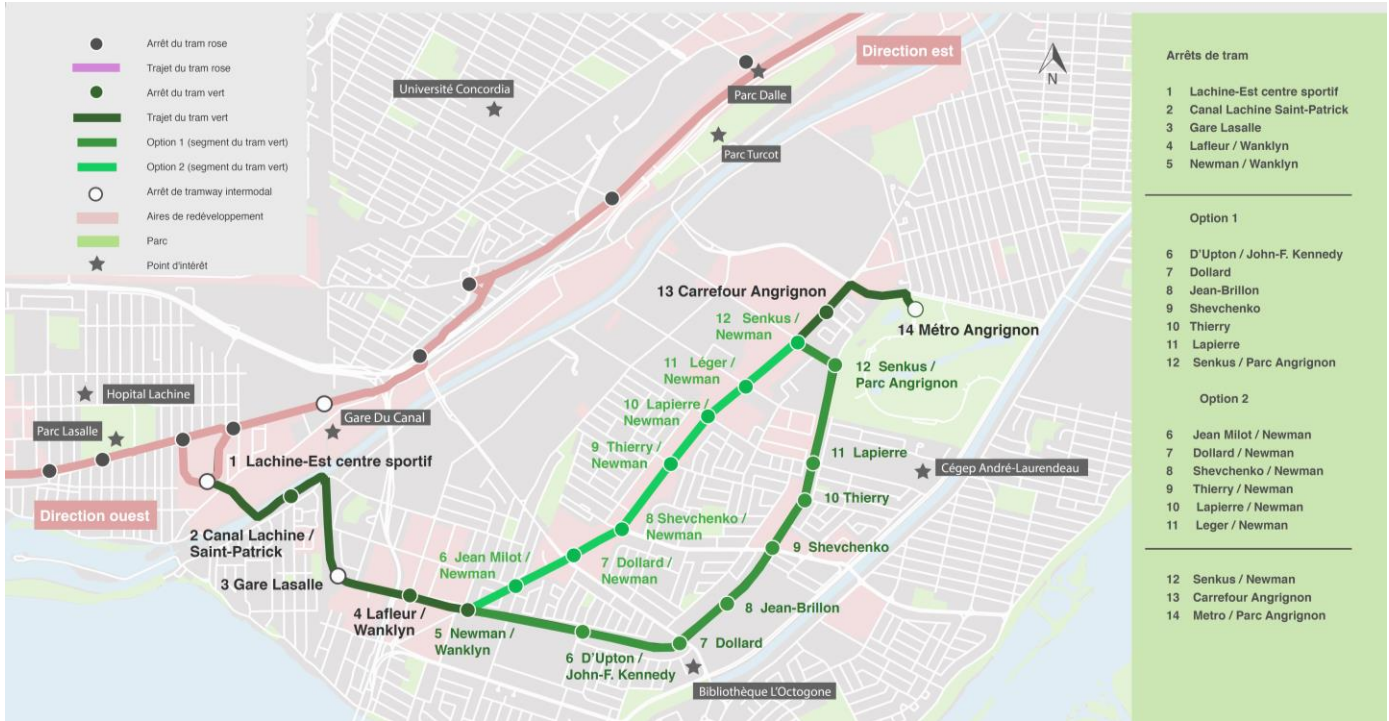 Arrêt du tram rose
Trajet du tram rose
Arrêt du tram vert
Trajet du tram vert
Option 1 (segment du tram vert)
Option 2 (segment du tram vert)
Arrêt de tramway intermodal
Aires de redéveloppement
Parc
Point d'intérêt
Université Concordia
Direction est
Parc Dalle
Parc Turcot
N
Hopital Lachine
Parc Lasalle
Gare Du Canal
Direction ouest
1 Lachine-Est centre sportif
2 Canal Lachine /
Saint-Patrick
3 Gare Lasalle
4 Lafleur /
Wanklyn
5 Newman /
Wanklyn
6 Jean Milot /
Newman
7 Dollard /
Newman
8 Shevchenko /
Newman
9 Thierry /
Newman
10 Lapierre /
Newman
11 Léger /
Newman
12 Senkus /
Newman
13 Carrefour Angrignon
14 Métro Angrignon
12 Senkus /
Parc Angrignon
11 Lapierre
10 Thierry
9 Shevchenko
8 Jean-Brillon
7 Dollard
6 D'Upton /
John-F. Kennedy
Cégep André-Laurendeau
Bibliothèque L'Octogone
Arrêts de tram
1 Lachine-Est centre sportif
2 Canal Lachine Saint-Patrick
3 Gare Lasalle
4 Lafleur / Wanklyn
5 Newman / Wanklyn
Option 1
6 D'Upton / John-F. Kennedy
7 Dollard
8 Jean-Brillon
9 Shevchenko
10 Thierry
11 Lapierre
12 Senkus / Parc Angrignon
Option 2
6 Jean Milot / Newman
7 Dollard / Newman
8 Shevchenko / Newman
9 Thierry / Newman
10 Lapierre / Newman
11 Leger / Newman
12 Senkus / Newman
13 Carrefour Angrignon
14 Metro / Parc Angrignon